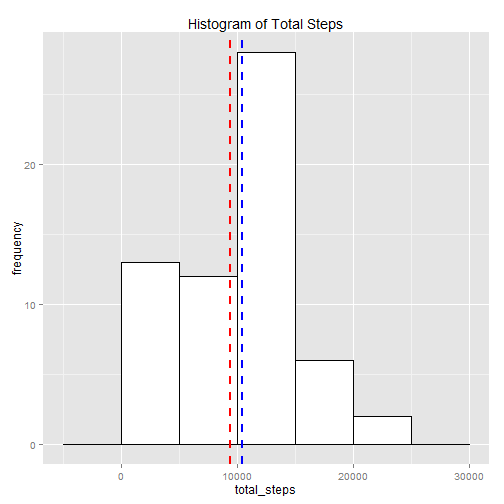 Histogram of Total Steps
frequency
20
10
0
0 10000 20000 30000
total_steps